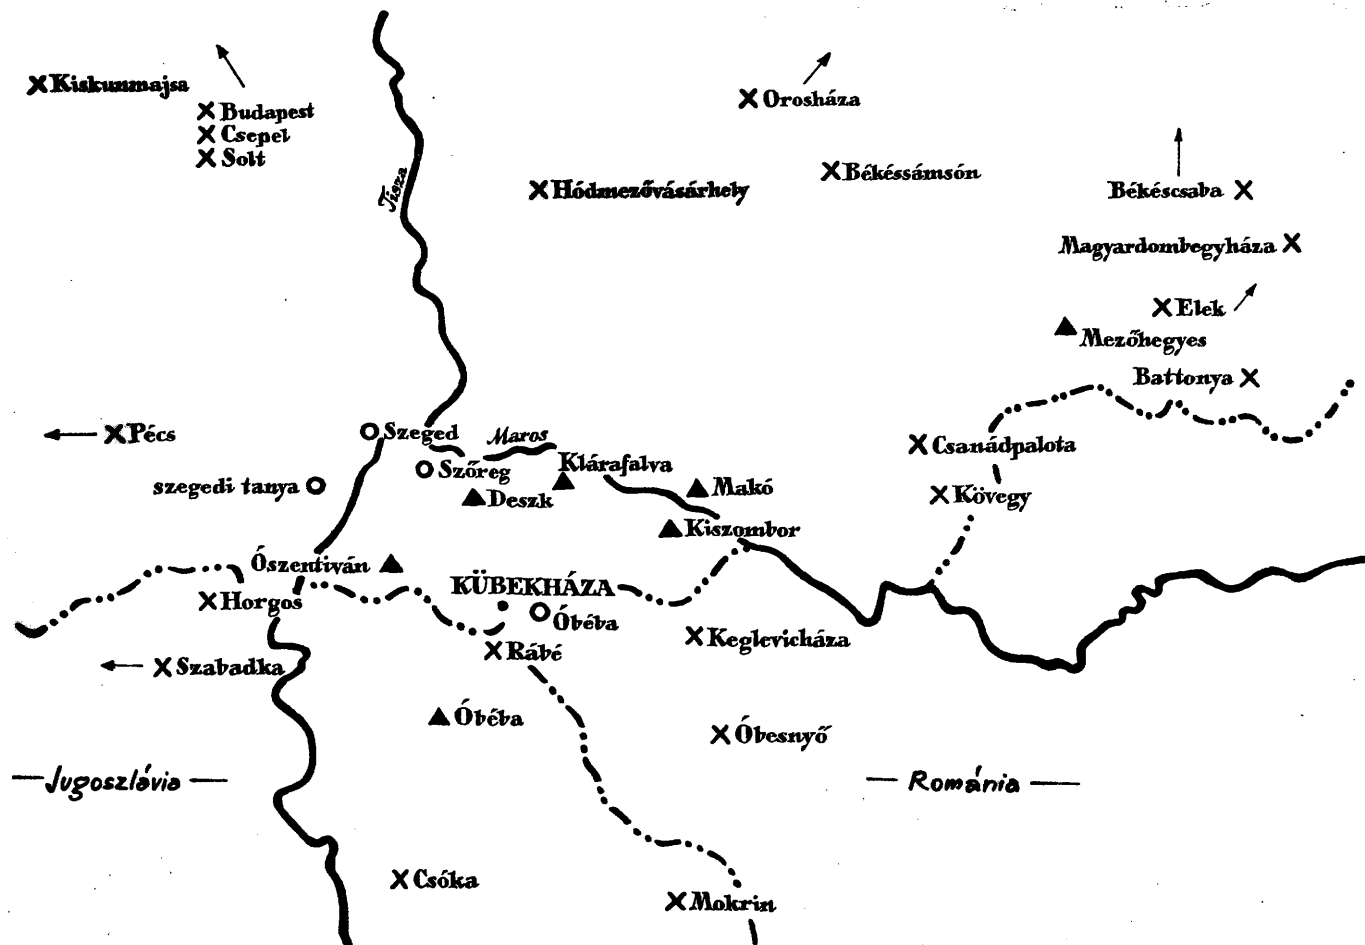 Kiskunmajsa
Budapest
Csepel
Solt
Orosháza
Tisza
Hódmezővásárhely
Békéssámsón
Békéscsaba
Magyardombegyháza
Elek
Mezőhegyes
Battonya
Pécs
Szeged
Maros
Csanádpalota
Szőreg
Klárafalva
szegedi tanya
Deszk
Makó
Kövegy
Kiszombor
Ószentiván
KÜBEKHÁZA
Horgos
Óbéba
Keglevicháza
Rábé
Szabadka
Óbéba
Óbesnyő
Jugoszlávia
Románia
Csóka
Mokrin